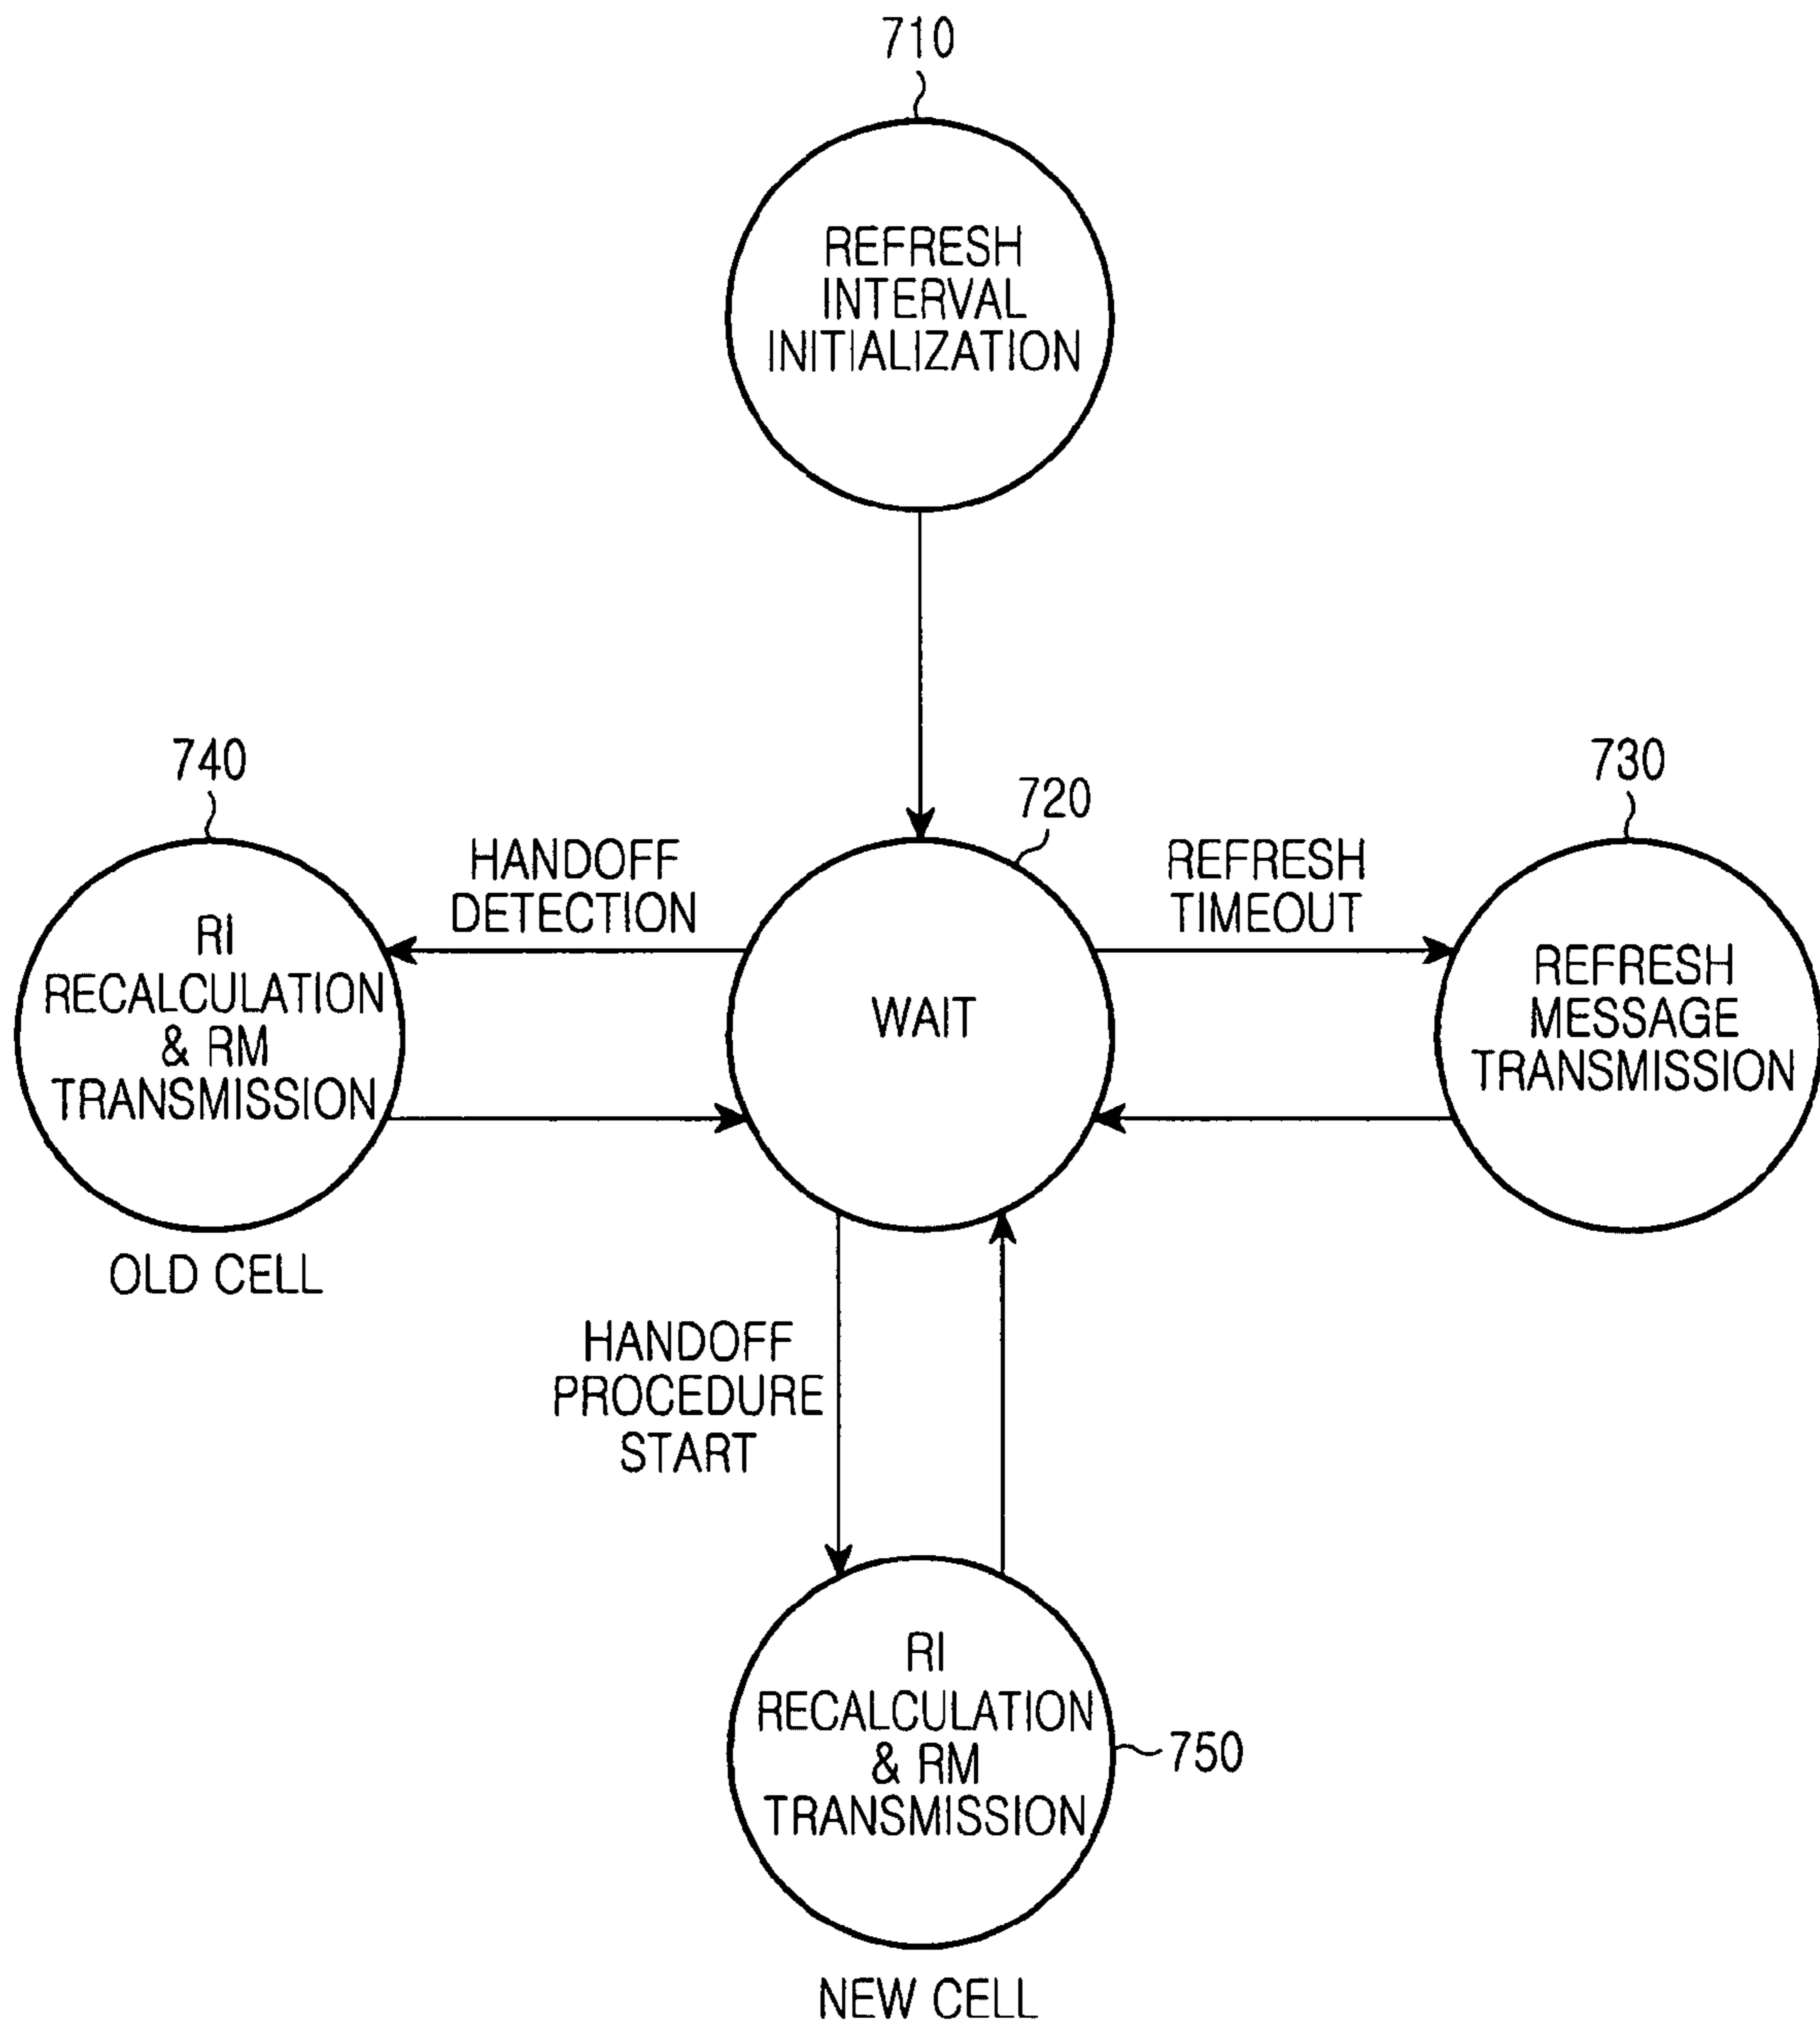 710
REFRESH
INTERVAL
INITIALIZATION
740
HANDOFF
DETECTION
720
REFRESH
TIMEOUT
730
RI
RECALCULATION
& RM
TRANSMISSION
WAIT
REFRESH
MESSAGE
TRANSMISSION
OLD CELL
HANDOFF
PROCEDURE
START
RI
RECALCULATION
& RM
TRANSMISSION
750
NEW CELL